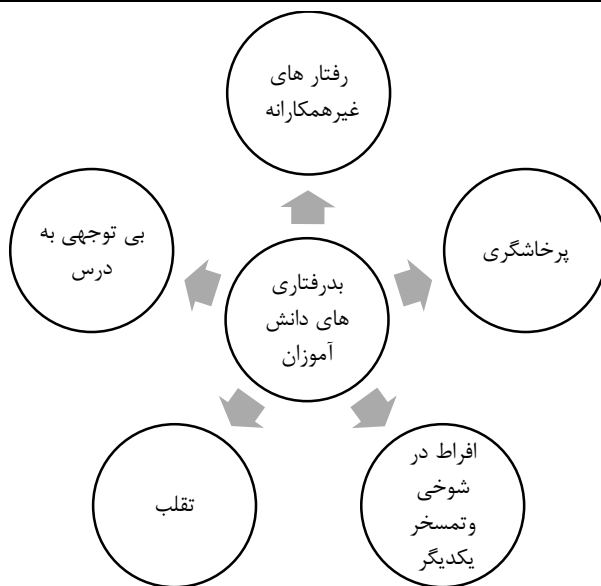 رفتار های
غیرهمکارانه
پرخاشگری
بی توجهی به
درس
بدرفتاری
های دانش
آموزان
افراط در
شوخی
وتمسخر
یکدیگر
تقلب